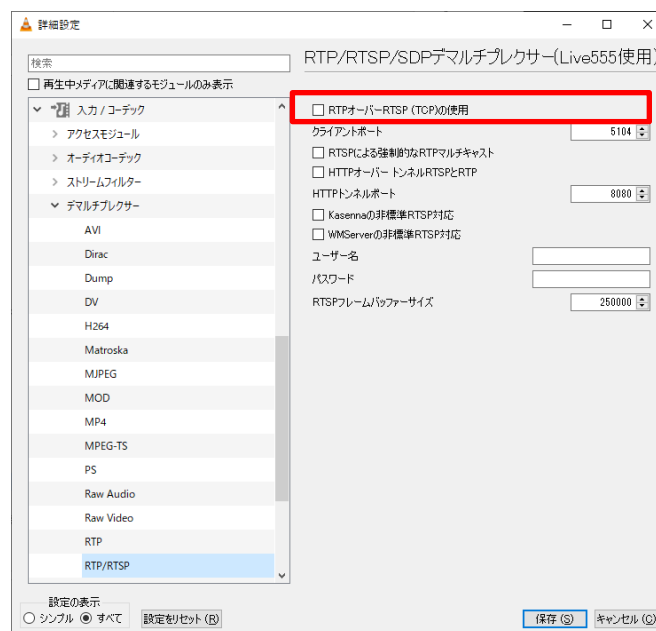 詳細設定
検索
RTP/RTSP/SDPデマルチプレクサー(Live555使用)
再生中メディアに関連するモジュールのみ表示
入力 / コーデック
アクセスモジュール
オーディオコーデック
ストリームフィルター
デマルチプレクサー
AVI
Dirac
Dump
DV
H264
Matroska
MJPEG
MOD
MP4
MPEG-TS
PS
Raw Audio
Raw Video
RTP
RTP/RTSP
RTPオーバーRTSP (TCP)の使用
クライアントポート 5104
RTSPによる強制的なRTPマルチキャスト
HTTPオーバー トンネルRTSPとRTP
HTTPトンネルポート 8080
Kasennaの非標準RTSP対応
WMServerの非標準RTSP対応
ユーザー名
パスワード
RTSPフレームバッファーサイズ 250000
設定の表示
シンプル すべて 設定をリセット(R) 保存(S) キャンセル(C)